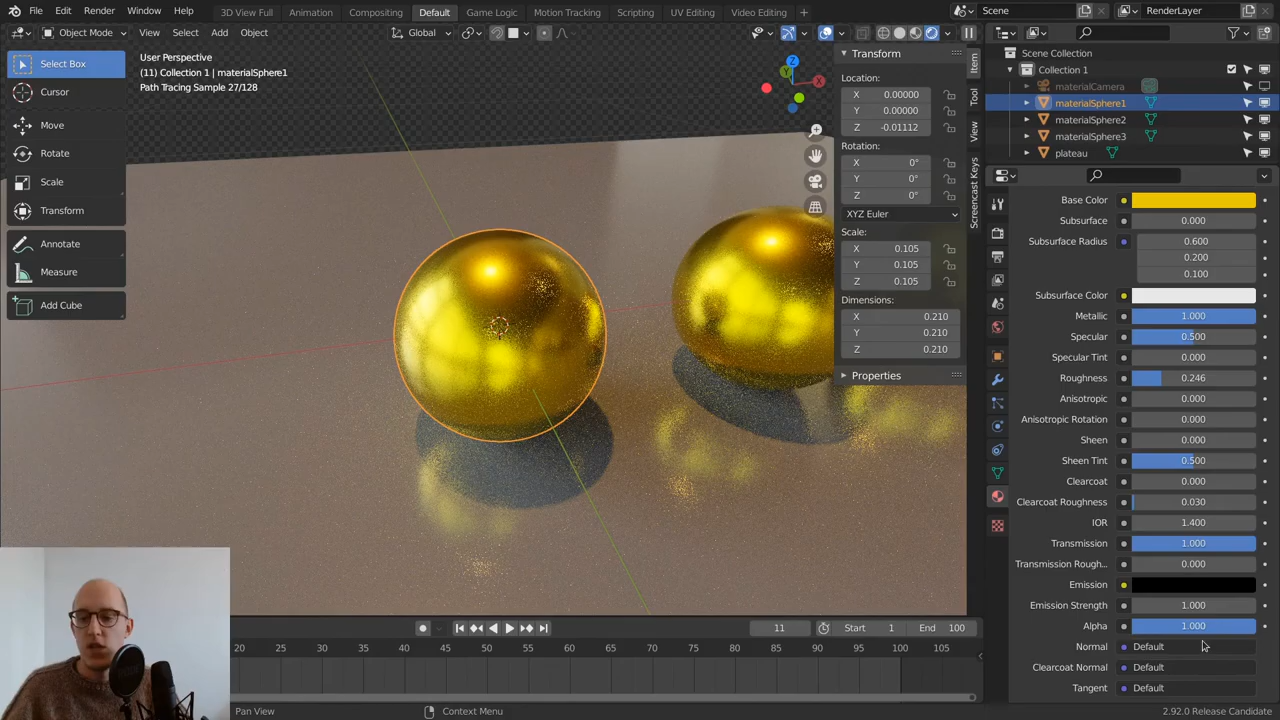 File Edit Render Window Help
3D View Full Animation Compositing Default Game Logic Motion Tracking Scripting UV Editing Video Editing +
Scene
RenderLayer
Object Mode View Select Add Object
Global
User Perspective
(11) Collection 1 | materialSphere1
Path Tracing Sample 27/128
Select Box
Cursor
Move
Rotate
Scale
Transform
Annotate
Measure
Add Cube
Z
Y
X
Transform
Location:
X 0.00000
Y 0.00000
Z -0.01112
Rotation:
X 0°
Y 0°
Z 0°
XYZ Euler
Scale:
X 0.105
Y 0.105
Z 0.105
Dimensions:
X 0.210
Y 0.210
Z 0.210
Properties
Item
Tool
View
Screencast Keys
Scene Collection
Collection 1
materialCamera
materialSphere1
materialSphere2
materialSphere3
plateau
Base Color
Subsurface 0.000
Subsurface Radius 0.600
0.200
0.100
Subsurface Color
Metallic 1.000
Specular 0.500
Specular Tint 0.000
Roughness 0.246
Anisotropic 0.000
Anisotropic Rotation 0.000
Sheen 0.000
Sheen Tint 0.500
Clearcoat 0.000
Clearcoat Roughness 0.030
IOR 1.400
Transmission 1.000
Transmission Rough... 0.000
Emission
Emission Strength 1.000
Alpha 1.000
Normal Default
Clearcoat Normal Default
Tangent Default
11 Start 1 End 100
20 25 30 35 40 45 50 55 60 65 70 75 80 85 90 95 100 105
Pan View
Context Menu
2.92.0 Release Candidate